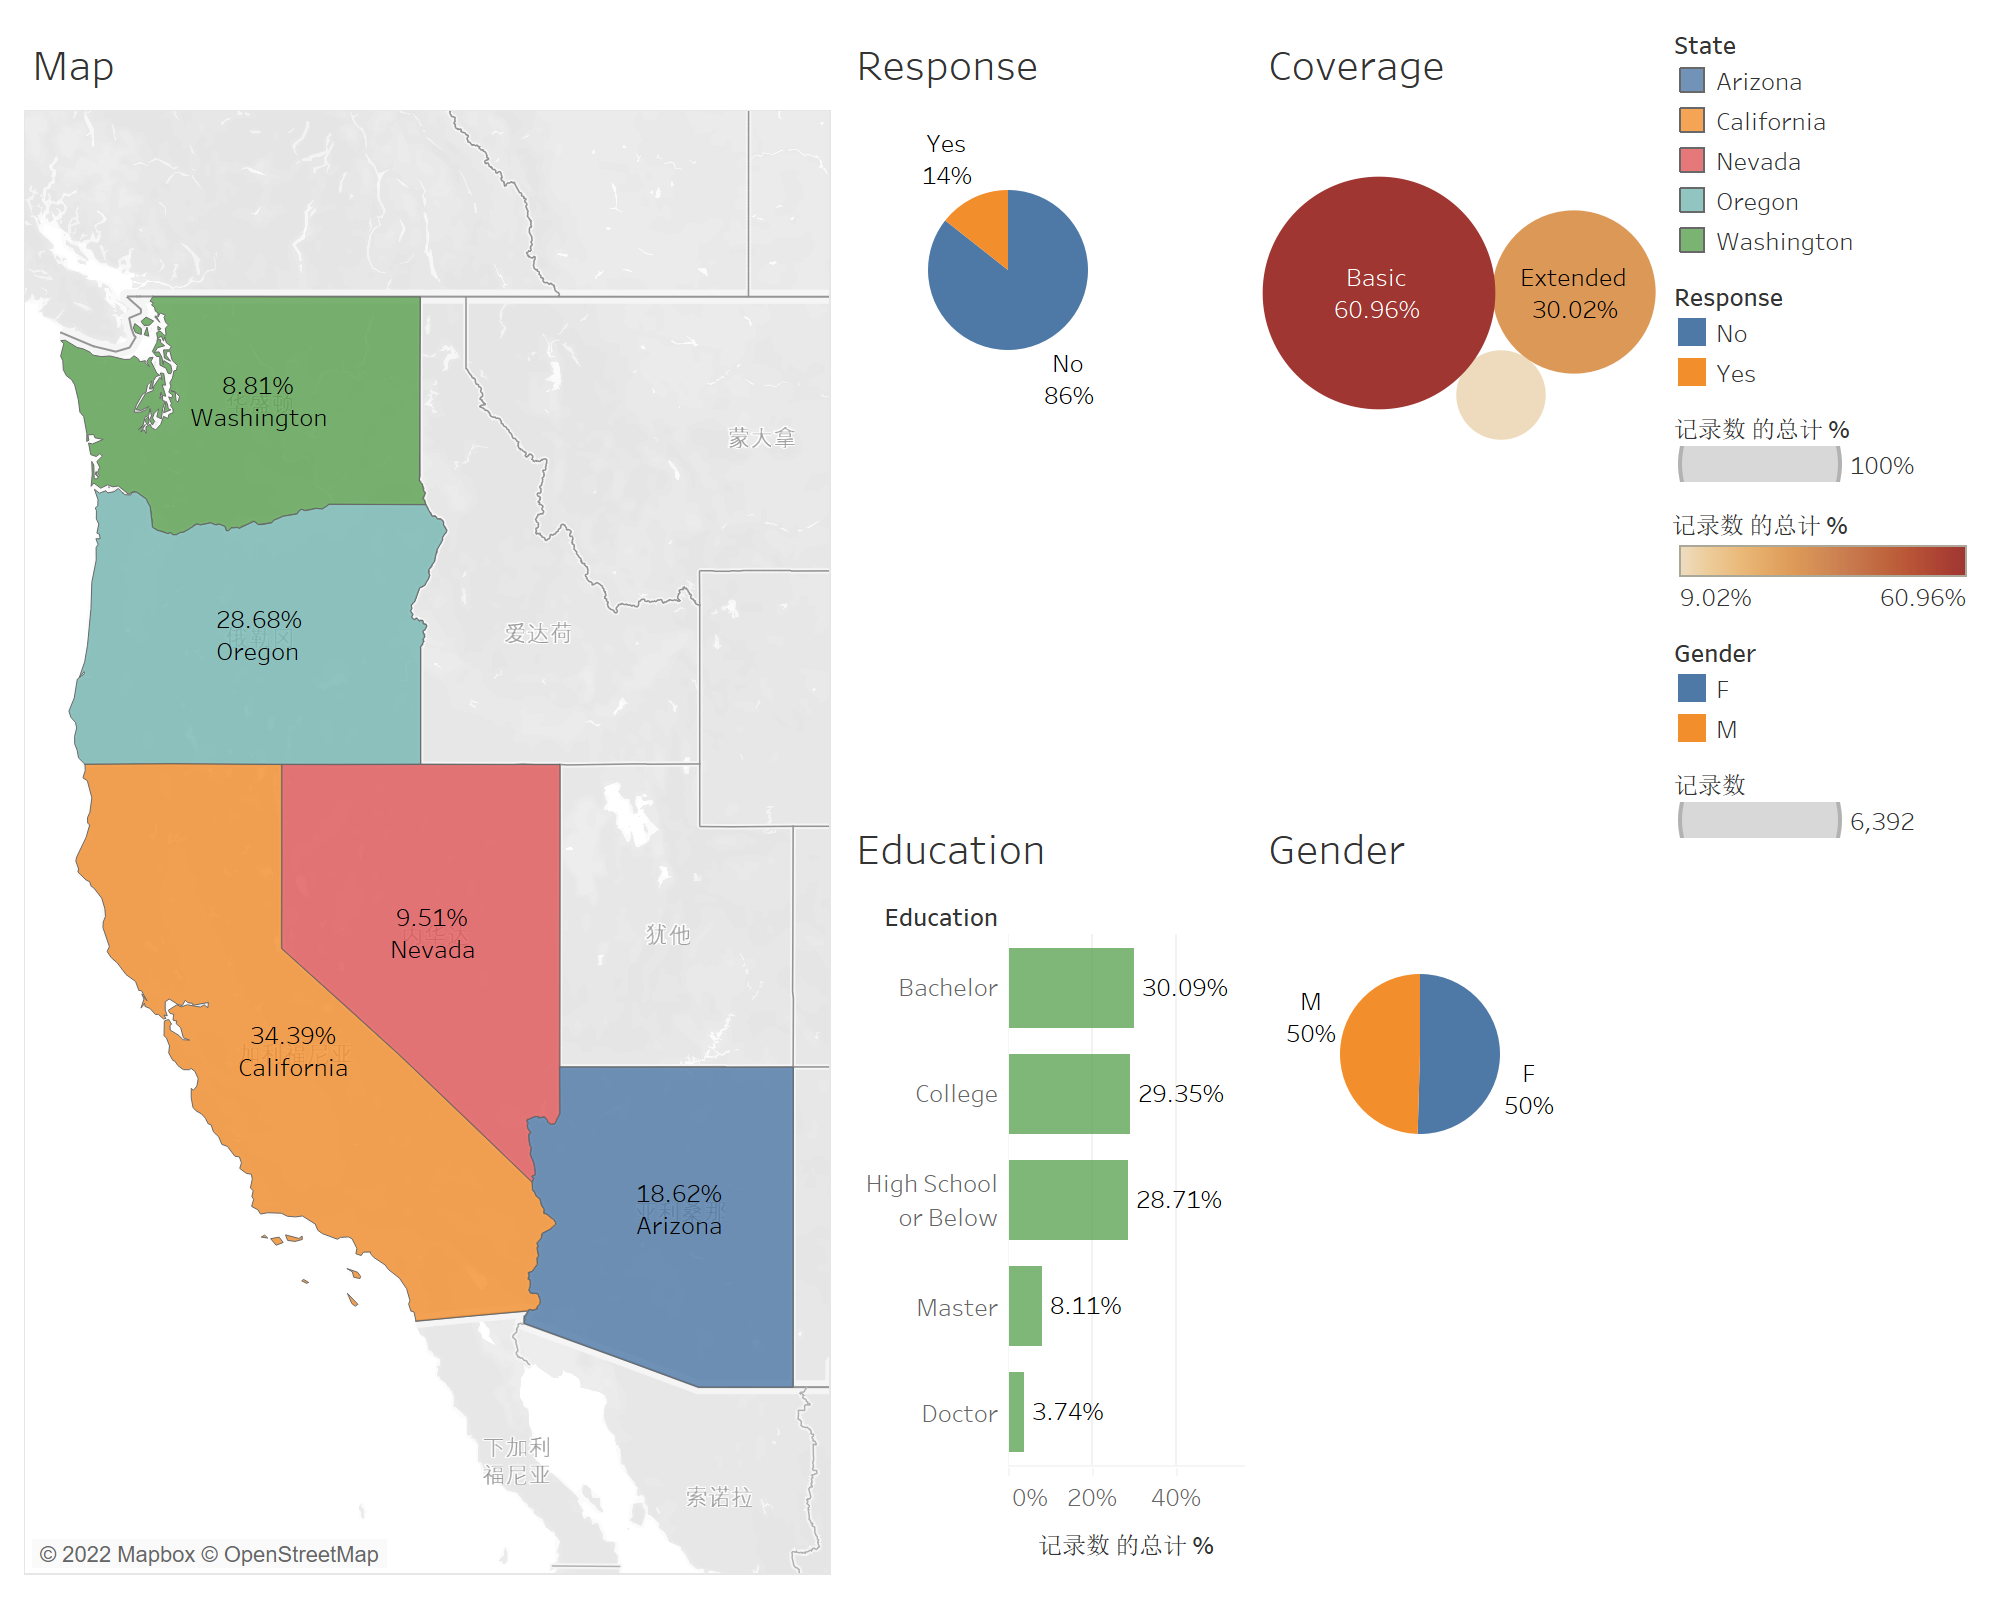 Map
8.81%
Washington
蒙大拿
28.68%
Oregon
爱达荷
9.51%
Nevada
犹他
34.39%
California
18.62%
Arizona
下加利
福尼亚
索诺拉
© 2022 Mapbox © OpenStreetMap
Response
Yes
14%
No
86%
Coverage
Basic
60.96%
Extended
30.02%
Education
Education
Bachelor
30.09%
College
29.35%
High School
or Below
28.71%
Master
8.11%
Doctor
3.74%
0% 20% 40%
记录数 的总计 %
Gender
M
50%
F
50%
State
Arizona
California
Nevada
Oregon
Washington
Response
No
Yes
记录数 的总计 %
100%
记录数 的总计 %
9.02% 60.96%
Gender
F
M
记录数
6,392